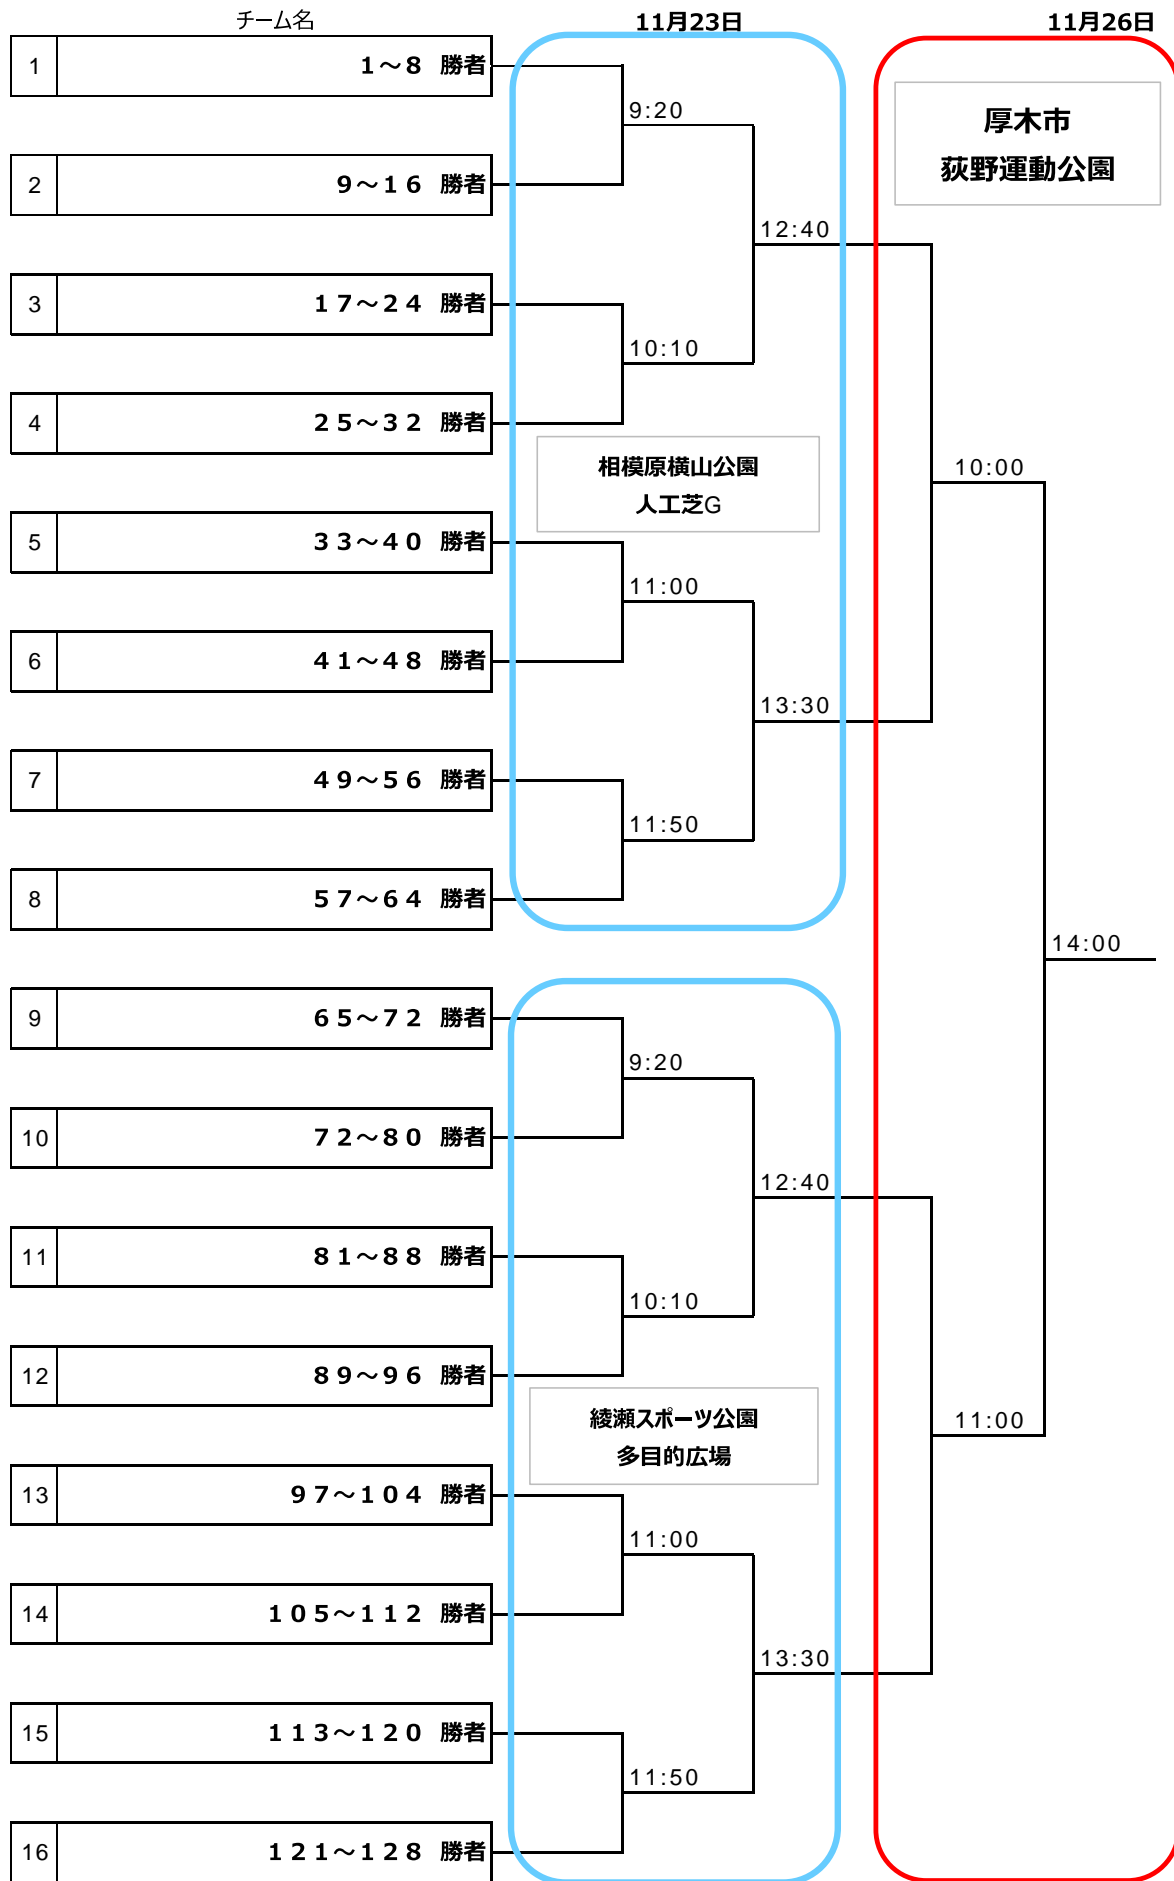 チーム名
11月23日
11月26日
1
１～８ 勝者
9:20
厚木市
荻野運動公園
2
９～１６ 勝者
12:40
3
１７～２４ 勝者
10:10
4
２５～３２ 勝者
相模原横山公園
人工芝G
10:00
5
３３～４０ 勝者
11:00
6
４１～４８ 勝者
13:30
7
４９～５６ 勝者
11:50
8
５７～６４ 勝者
14:00
9
６５～７２ 勝者
9:20
10
７２～８０ 勝者
12:40
11
８１～８８ 勝者
10:10
12
８９～９６ 勝者
綾瀬スポーツ公園
多目的広場
11:00
13
９７～１０４ 勝者
11:00
14
１０５～１１２ 勝者
13:30
15
１１３～１２０ 勝者
11:50
16
１２１～１２８ 勝者